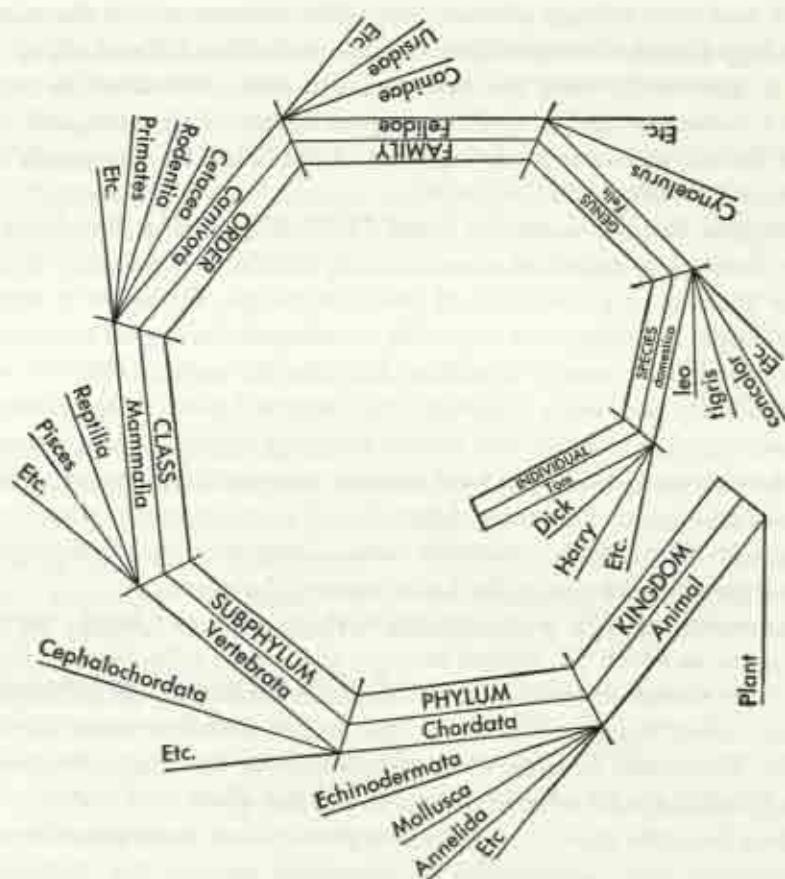 KINGDOM
Animal
Plant
PHYLUM
Chordata
Echinodermata
Mollusca
Annelida
Etc
SUBPHYLUM
Vertebrata
Cephalochordata
Etc.
CLASS
Mammalia
Reptilia
Pisces
Etc.
ORDER
Carnivora
Cetacea
Rodentia
Primates
Etc.
FAMILY
Felidae
Canidae
Ursidae
Etc.
GENUS
Felis
Cynaelurus
Etc.
SPECIES
domestica
leo
tigris
concolor
Etc.
INDIVIDUAL
Tom
Dick
Harry
Etc.